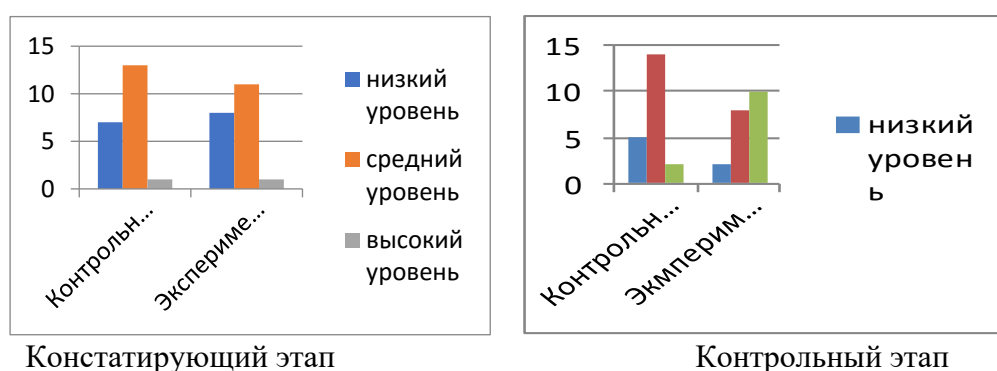 15
10
5
0
Контрольн...
Эксперимe...
низкий
уровень
средний
уровень
высокий
уровень
15
10
5
0
Контрольн...
Экмперим...
низкий
уровен
ь
Констатирующий этап
Контрольный этап